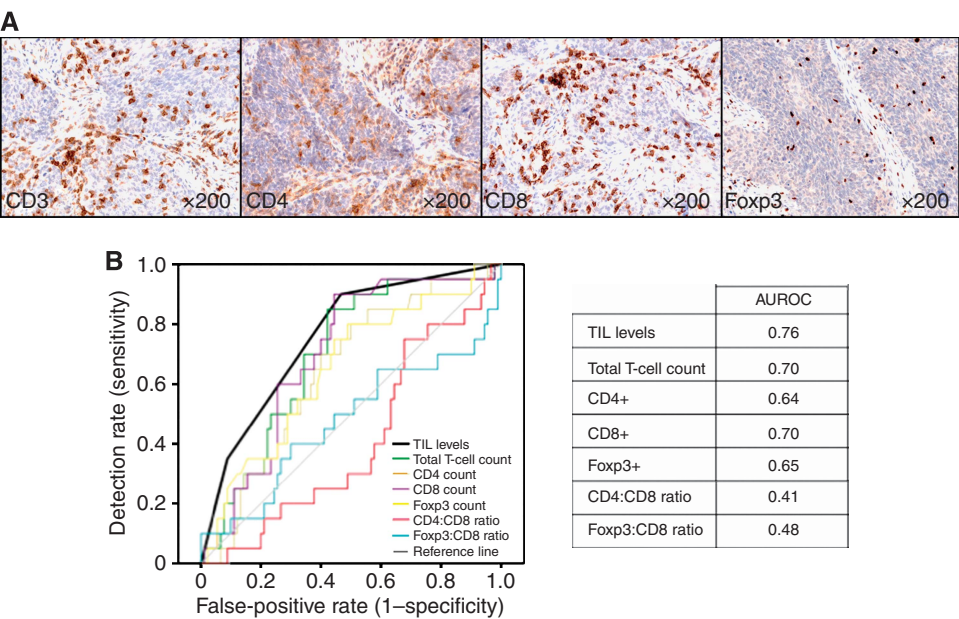 A
CD3 ×200 CD4 ×200 CD8 ×200 Foxp3 ×200
B
Detection rate (sensitivity)
1.0
0.8
0.6
0.4
0.2
0
TIL levels
Total T-cell count
CD4 count
CD8 count
Foxp3 count
CD4:CD8 ratio
Foxp3:CD8 ratio
Reference line
0 0.2 0.4 0.6 0.8 1.0
False-positive rate (1–specificity)
AUROC
TIL levels 0.76
Total T-cell count 0.70
CD4+ 0.64
CD8+ 0.70
Foxp3+ 0.65
CD4:CD8 ratio 0.41
Foxp3:CD8 ratio 0.48